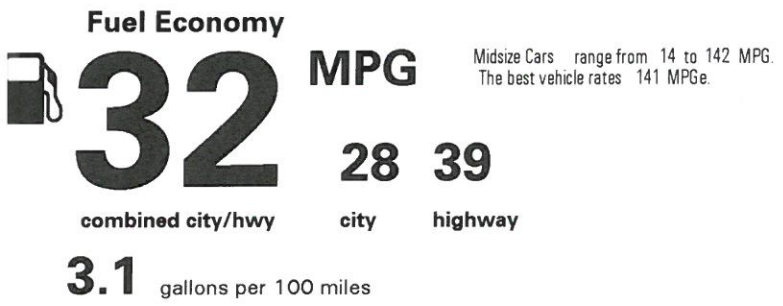 Fuel Economy
32 MPG
Midsize Cars range from 14 to 142 MPG.
The best vehicle rates 141 MPGe.
28 39
combined city/hwy city highway
3.1 gallons per 100 miles